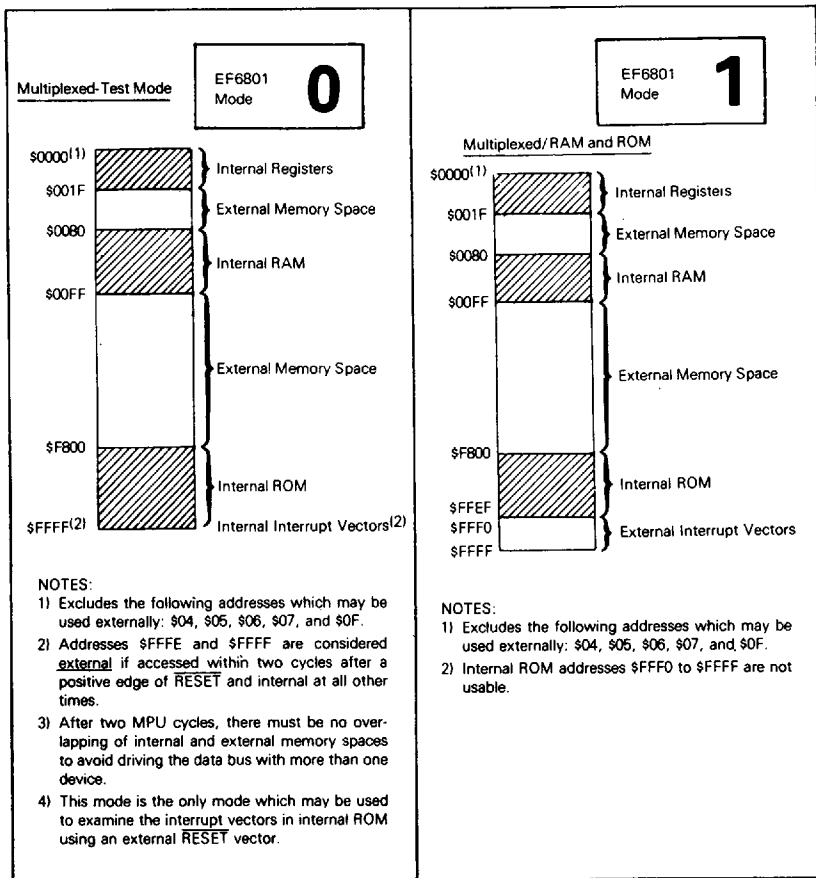 Multiplexed-Test Mode
EF6801
Mode
0
$0000(1)
Internal Registers
$001F
External Memory Space
$0080
Internal RAM
$00FF
External Memory Space
$F800
Internal ROM
$FFFF(2)
Internal Interrupt Vectors(2)
NOTES:
1) Excludes the following addresses which may be
used externally: $04, $05, $06, $07, and $0F.
2) Addresses $FFFE and $FFFF are considered
external if accessed within two cycles after a
positive edge of RESET and internal at all other
times.
3) After two MPU cycles, there must be no over-
lapping of internal and external memory spaces
to avoid driving the data bus with more than one
device.
4) This mode is the only mode which may be used
to examine the interrupt vectors in internal ROM
using an external RESET vector.
EF6801
Mode
1
Multiplexed/RAM and ROM
$0000(1)
Internal Registers
$001F
External Memory Space
$0080
Internal RAM
$00FF
External Memory Space
$F800
Internal ROM
$FFEF
$FFF0
External Interrupt Vectors
$FFFF
NOTES:
1) Excludes the following addresses which may be
used externally: $04, $05, $06, $07, and $0F.
2) Internal ROM addresses $FFF0 to $FFFF are not
usable.